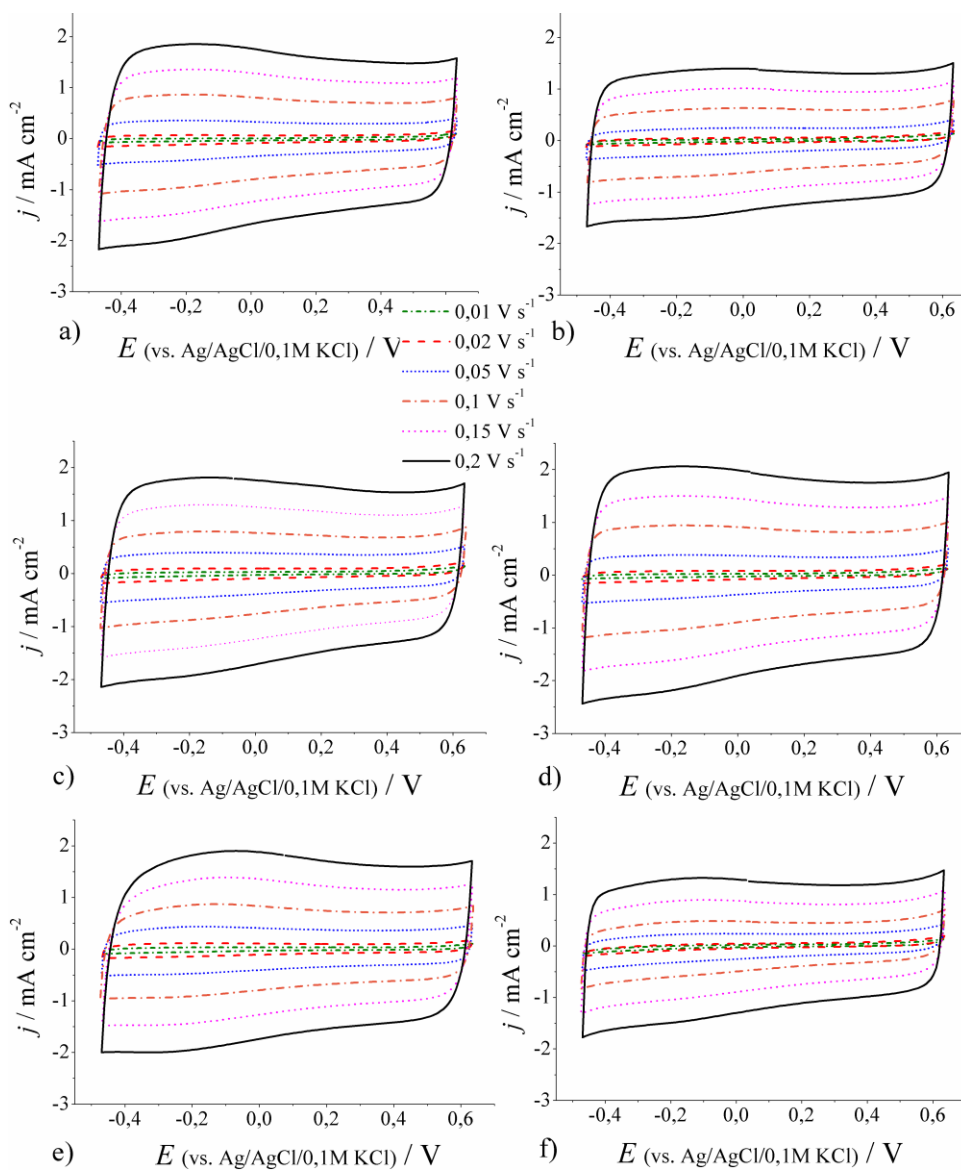 2
1
0
-1
-2
-3
j / mA cm⁻²
-0,4 -0,2 0,0 0,2 0,4 0,6
a)
E (vs. Ag/AgCl/0,1M KCl) / V
2
1
0
-1
-2
-3
j / mA cm⁻²
-0,4 -0,2 0,0 0,2 0,4 0,6
b)
E (vs. Ag/AgCl/0,1M KCl) / V
0,01 V s⁻¹
0,02 V s⁻¹
0,05 V s⁻¹
0,1 V s⁻¹
0,15 V s⁻¹
0,2 V s⁻¹
2
1
0
-1
-2
-3
j / mA cm⁻²
-0,4 -0,2 0,0 0,2 0,4 0,6
c)
E (vs. Ag/AgCl/0,1M KCl) / V
2
1
0
-1
-2
-3
j / mA cm⁻²
-0,4 -0,2 0,0 0,2 0,4 0,6
d)
E (vs. Ag/AgCl/0,1M KCl) / V
2
1
0
-1
-2
-3
j / mA cm⁻²
-0,4 -0,2 0,0 0,2 0,4 0,6
e)
E (vs. Ag/AgCl/0,1M KCl) / V
2
1
0
-1
-2
-3
j / mA cm⁻²
-0,4 -0,2 0,0 0,2 0,4 0,6
f)
E (vs. Ag/AgCl/0,1M KCl) / V